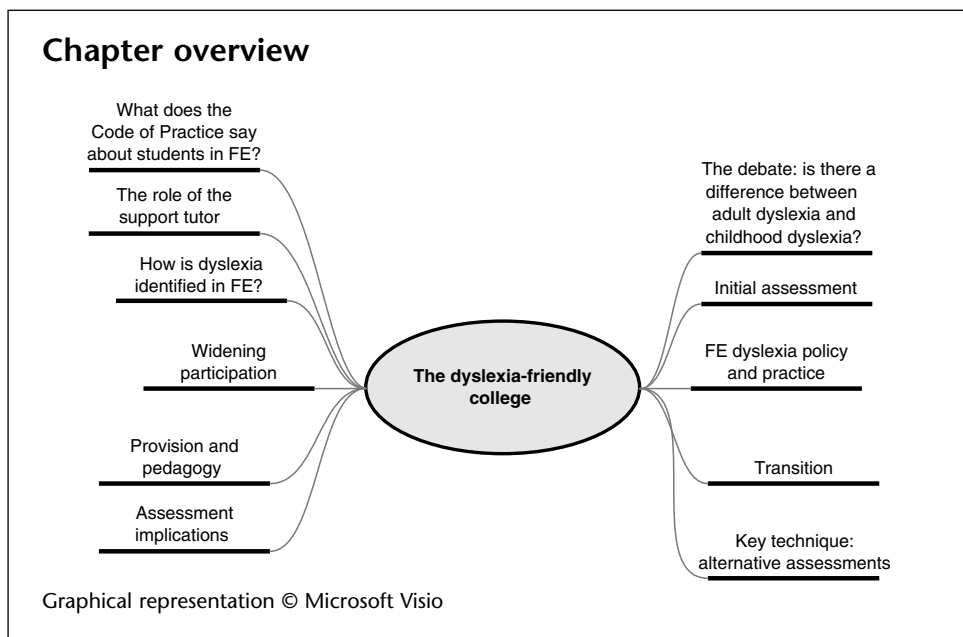 Chapter overview
What does the
Code of Practice say
about students in FE?
The role of the
support tutor
How is dyslexia
identified in FE?
Widening
participation
Provision and
pedagogy
Assessment
implications
The dyslexia-friendly
college
The debate: is there a
difference between
adult dyslexia and
childhood dyslexia?
Initial assessment
FE dyslexia policy
and practice
Transition
Key technique:
alternative assessments
Graphical representation © Microsoft Visio